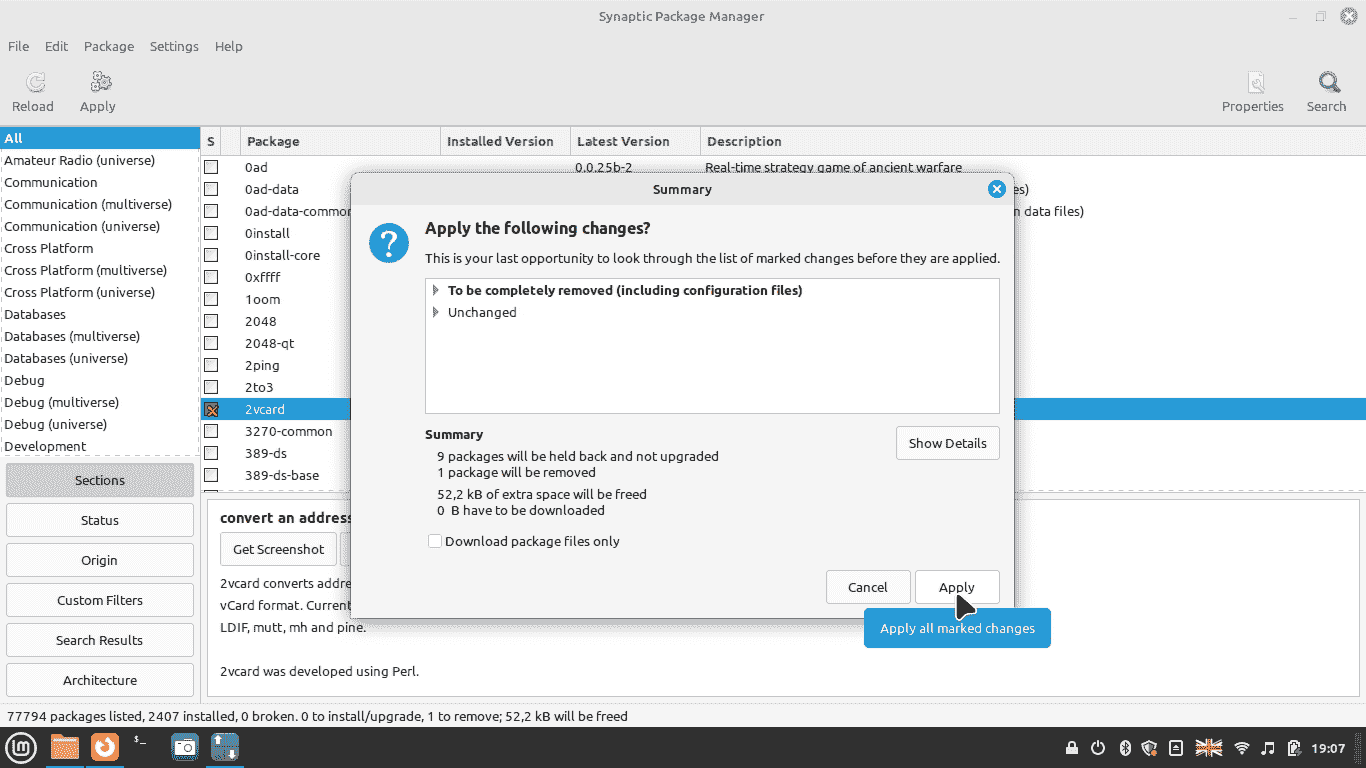 Synaptic Package Manager
File Edit Package Settings Help
Reload Apply Properties Search
All
Amateur Radio (universe)
Communication
Communication (multiverse)
Communication (universe)
Cross Platform
Cross Platform (multiverse)
Cross Platform (universe)
Databases
Databases (multiverse)
Databases (universe)
Debug
Debug (multiverse)
Debug (universe)
Development
Sections
Status
Origin
Custom Filters
Search Results
Architecture
S Package Installed Version Latest Version Description
0ad 0.0.25b-2 Real-time strategy game of ancient warfare
0ad-data es)
0ad-data-common n data files)
0install
0install-core
0xffff
1oom
2048
2048-qt
2ping
2to3
2vcard
3270-common
389-ds
389-ds-base
Summary
Apply the following changes?
This is your last opportunity to look through the list of marked changes before they are applied.
To be completely removed (including configuration files)
Unchanged
Summary
Show Details
9 packages will be held back and not upgraded
1 package will be removed
52,2 kB of extra space will be freed
0 B have to be downloaded
Download package files only
Cancel Apply
Apply all marked changes
convert an address
Get Screenshot
2vcard converts addre
vCard format. Current
LDIF, mutt, mh and pine.
2vcard was developed using Perl.
77794 packages listed, 2407 installed, 0 broken. 0 to install/upgrade, 1 to remove; 52,2 kB will be freed
19:07